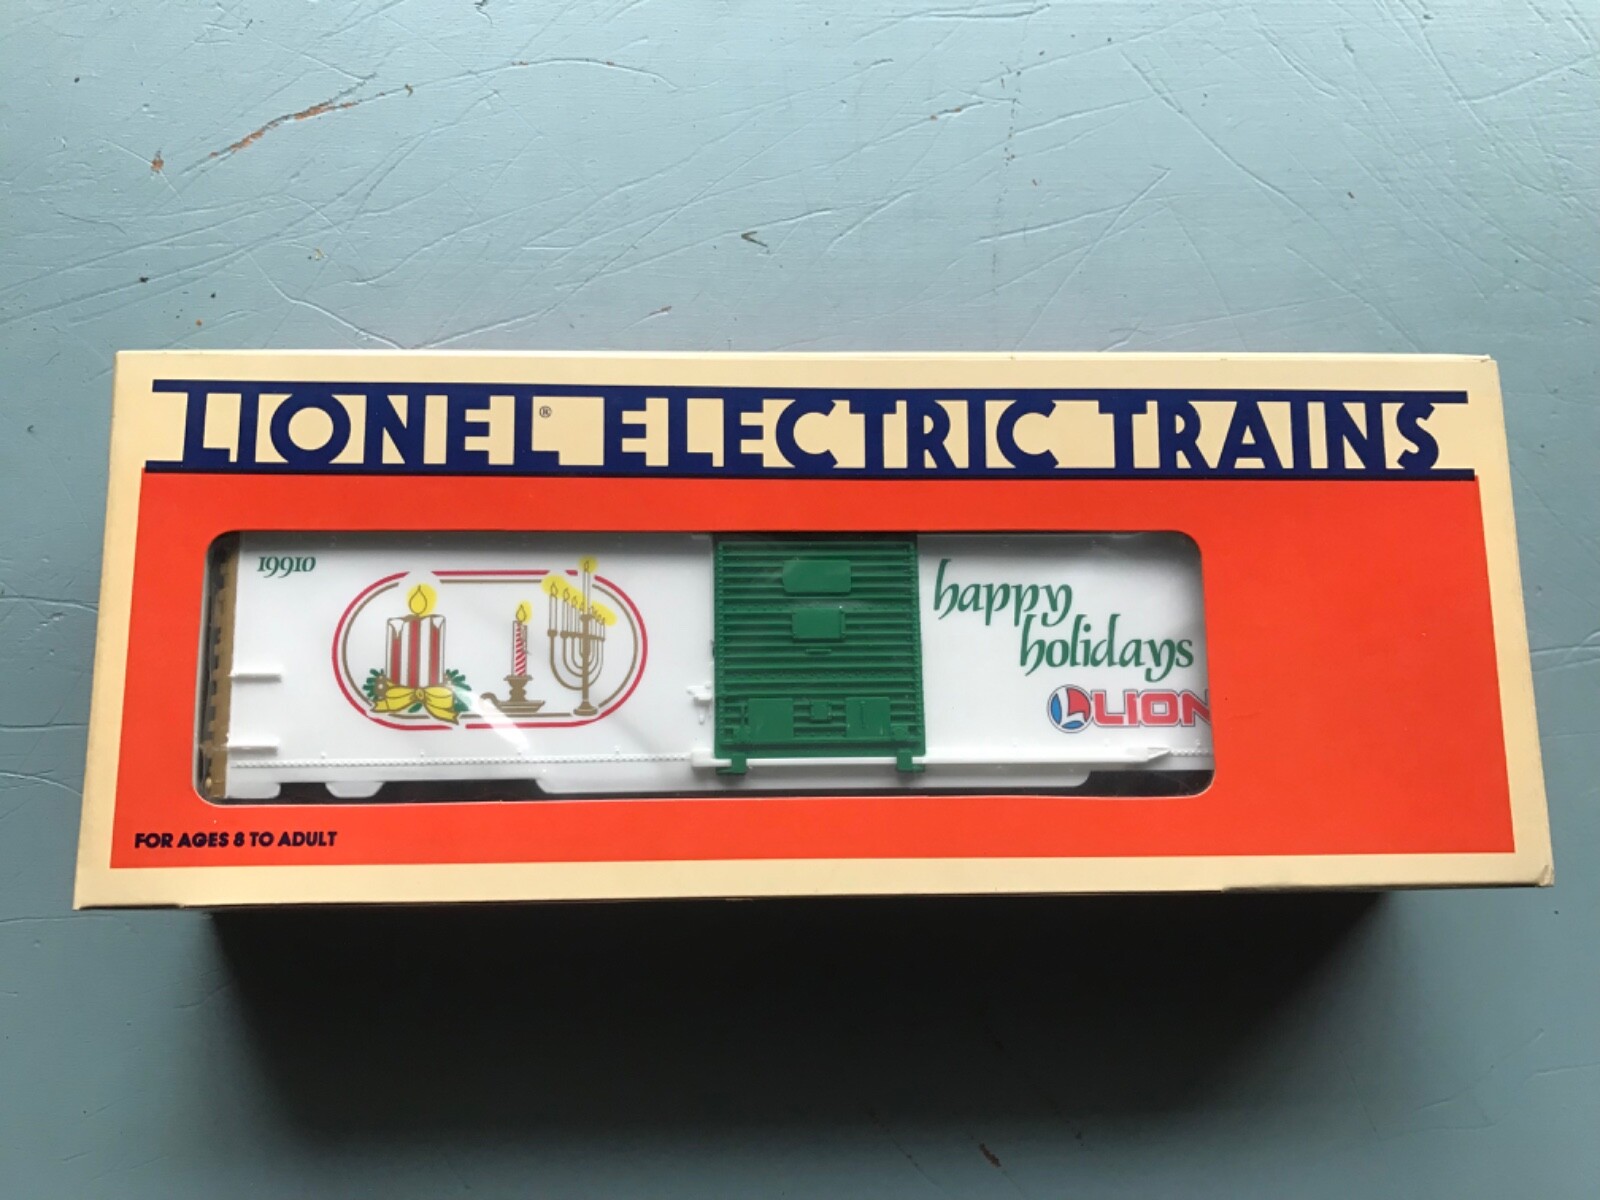 LIONEL® ELECTRIC TRAINS
19910
happy
holidays
LION
FOR AGES 8 TO ADULT